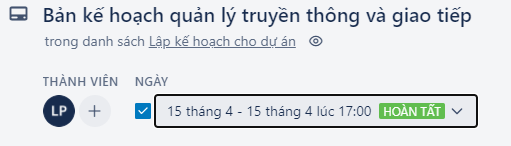 Bản kế hoạch quản lý truyền thông và giao tiếp
trong danh sách Lập kế hoạch cho dự án
THÀNH VIÊN NGÀY
LP + 15 tháng 4 - 15 tháng 4 lúc 17:00 HOÀN TẤT